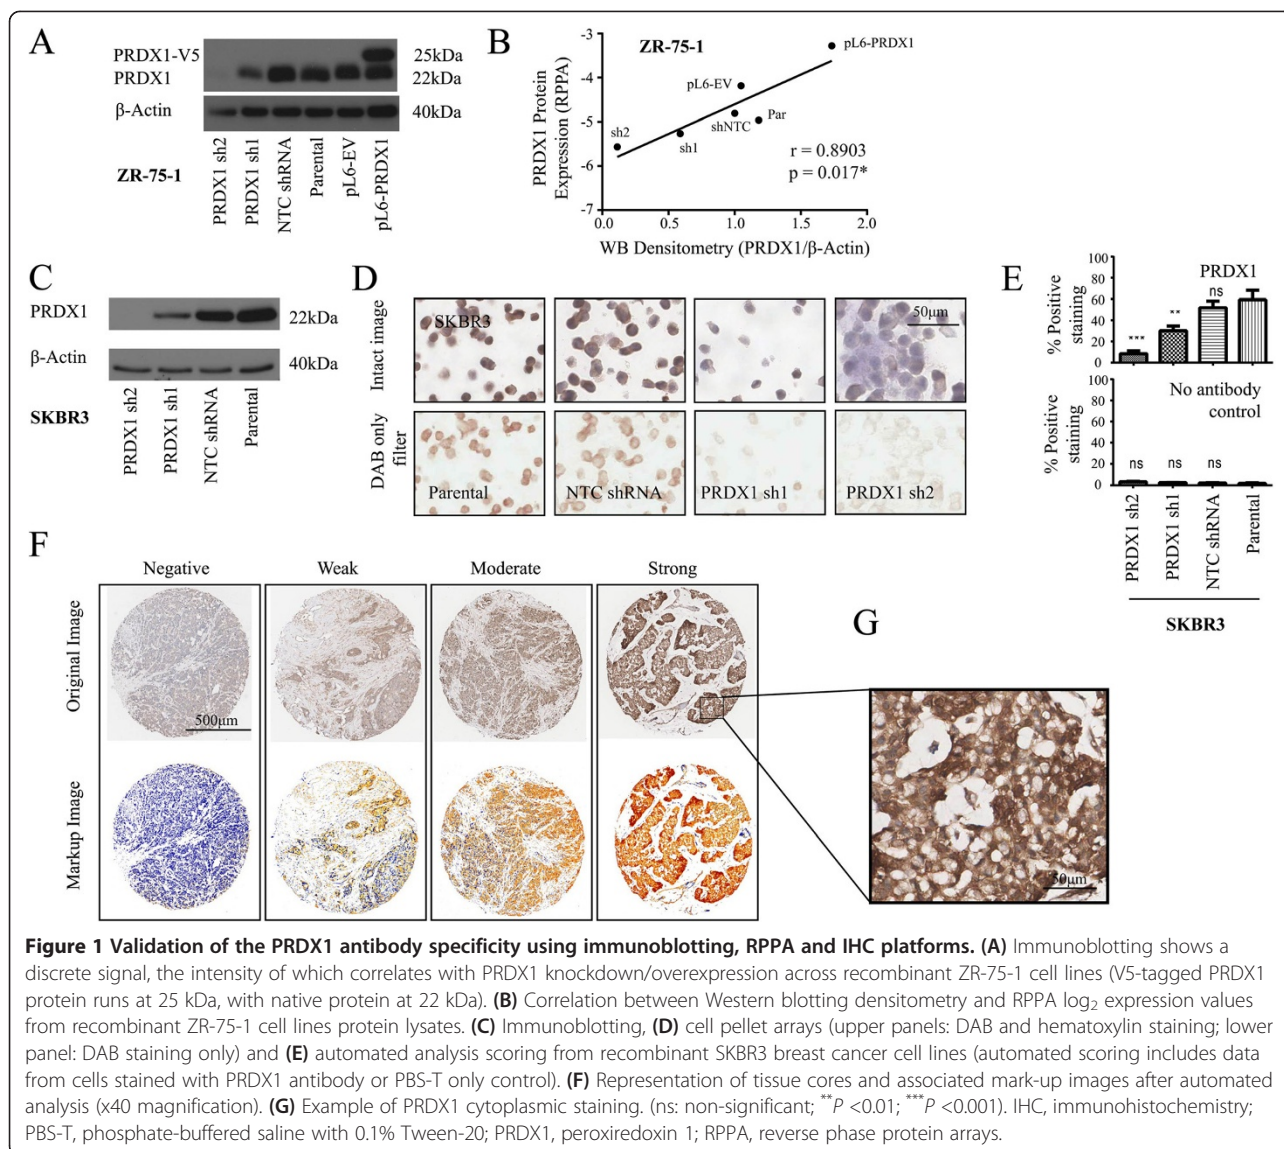 A
PRDX1-V5
PRDX1
β-Actin
25kDa
22kDa
40kDa
ZR-75-1
PRDX1 sh2
PRDX1 sh1
NTC shRNA
Parental
pL6-EV
pL6-PRDX1
B
ZR-75-1
PRDX1 Protein
Expression (RPPA)
-3
-4
-5
-6
-7
pL6-PRDX1
pL6-EV
shNTC
Par
sh2
sh1
r = 0.8903
p = 0.017*
0.0 0.5 1.0 1.5 2.0
WB Densitometry (PRDX1/β-Actin)
C
PRDX1
22kDa
β-Actin
40kDa
SKBR3
PRDX1 sh2
PRDX1 sh1
NTC shRNA
Parental
D
Intact image
SKBR3
50μm
DAB only
filter
Parental
NTC shRNA
PRDX1 sh1
PRDX1 sh2
E
% Positive
staining
100
80
60
40
20
0
PRDX1
***
**
ns
% Positive
staining
100
80
60
40
20
0
No antibody
control
ns
ns
ns
PRDX1 sh2
PRDX1 sh1
NTC shRNA
Parental
SKBR3
F
Negative
Weak
Moderate
Strong
Original Image
500μm
Markup Image
G
50μm
Figure 1 Validation of the PRDX1 antibody specificity using immunoblotting, RPPA and IHC platforms. (A) Immunoblotting shows a
discrete signal, the intensity of which correlates with PRDX1 knockdown/overexpression across recombinant ZR-75-1 cell lines (V5-tagged PRDX1
protein runs at 25 kDa, with native protein at 22 kDa). (B) Correlation between Western blotting densitometry and RPPA log2 expression values
from recombinant ZR-75-1 cell lines protein lysates. (C) Immunoblotting, (D) cell pellet arrays (upper panels: DAB and hematoxylin staining; lower
panel: DAB staining only) and (E) automated analysis scoring from recombinant SKBR3 breast cancer cell lines (automated scoring includes data
from cells stained with PRDX1 antibody or PBS-T only control). (F) Representation of tissue cores and associated mark-up images after automated
analysis (x40 magnification). (G) Example of PRDX1 cytoplasmic staining. (ns: non-significant; **P <0.01; ***P <0.001). IHC, immunohistochemistry;
PBS-T, phosphate-buffered saline with 0.1% Tween-20; PRDX1, peroxiredoxin 1; RPPA, reverse phase protein arrays.